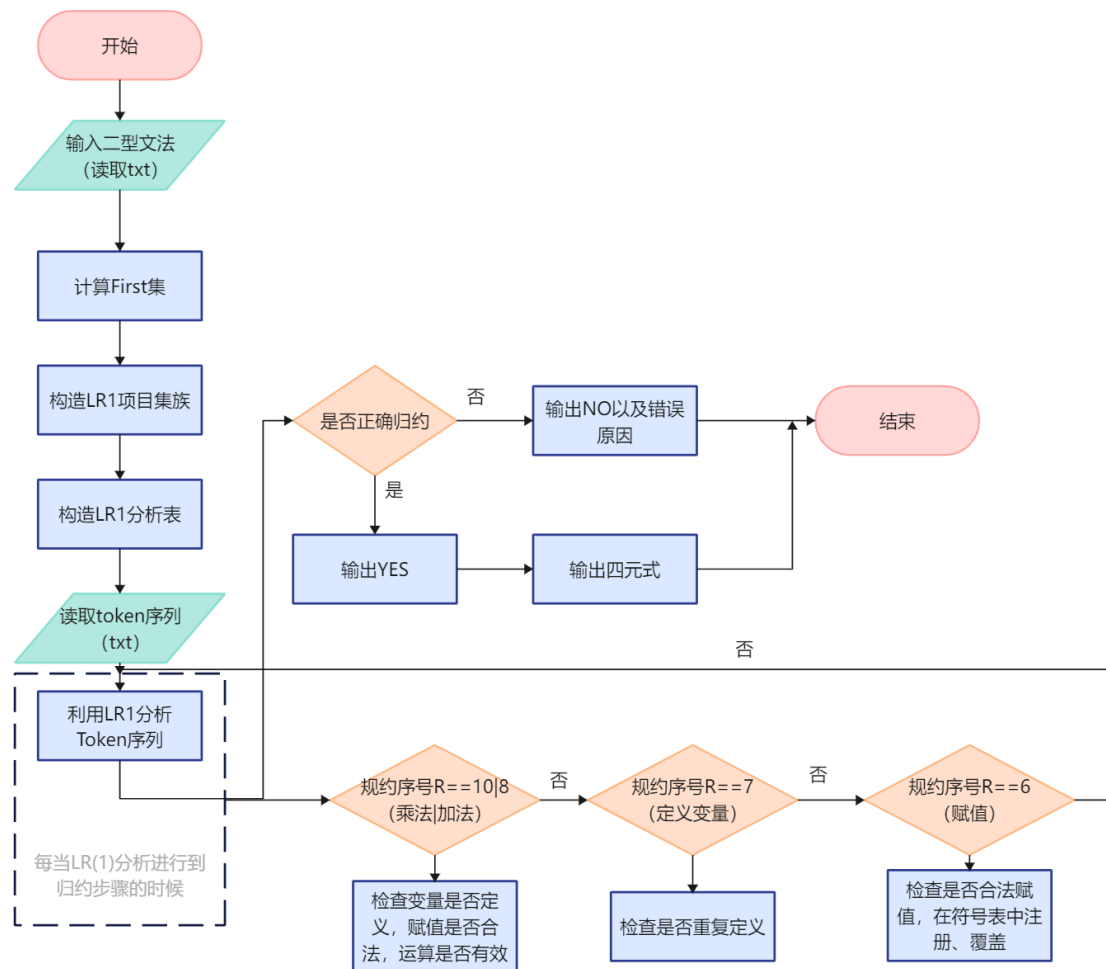 开始
输入二型文法
（读取txt）
计算First集
构造LR1项目集族
构造LR1分析表
读取token序列
（txt）
利用LR1分析
Token序列
每当LR(1)分析进行到
归约步骤的时候
是否正确归约
否
输出NO以及错误
原因
结束
是
输出YES
输出四元式
否
规约序号R==10|8
（乘法|加法）
否
规约序号R==7
（定义变量）
否
规约序号R==6
（赋值）
检查变量是否定
义，赋值是否合
法，运算是否有效
检查是否重复定义
检查是否合法赋
值，在符号表中注
册、覆盖